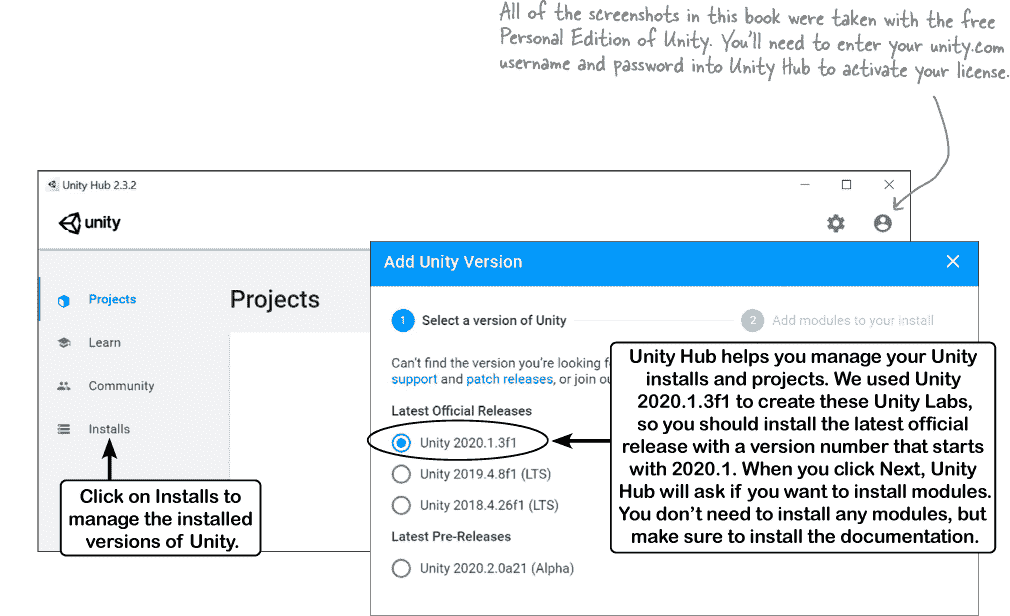 All of the screenshots in this book were taken with the free
Personal Edition of Unity. You'll need to enter your unity.com
username and password into Unity Hub to activate your license.
Unity Hub 2.3.2
unity
Add Unity Version
Projects
Learn
Community
Installs
Projects
1 Select a version of Unity
2 Add modules to your install
Can't find the version you're looking
support and patch releases, or join
Latest Official Releases
Unity 2020.1.3f1
Unity 2019.4.8f1 (LTS)
Unity 2018.4.26f1 (LTS)
Latest Pre-Releases
Unity 2020.2.0a21 (Alpha)
Click on Installs to
manage the installed
versions of Unity.
Unity Hub helps you manage your Unity
installs and projects. We used Unity
2020.1.3f1 to create these Unity Labs,
so you should install the latest official
release with a version number that starts
with 2020.1. When you click Next, Unity
Hub will ask if you want to install modules.
You don't need to install any modules, but
make sure to install the documentation.